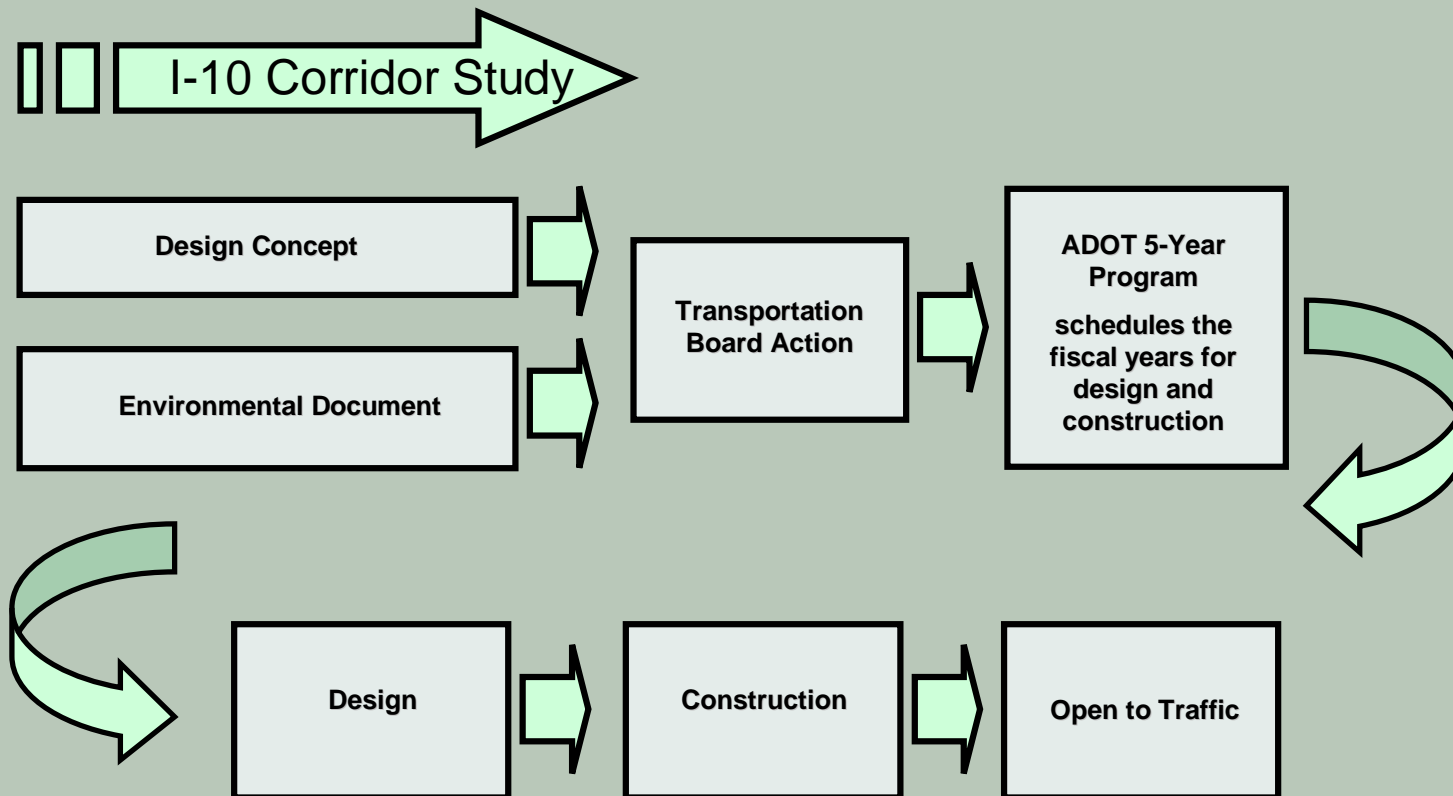 I-10 Corridor Study
Design Concept
Environmental Document
Transportation
Board Action
ADOT 5-Year
Program
schedules the
fiscal years for
design and
construction
Design
Construction
Open to Traffic